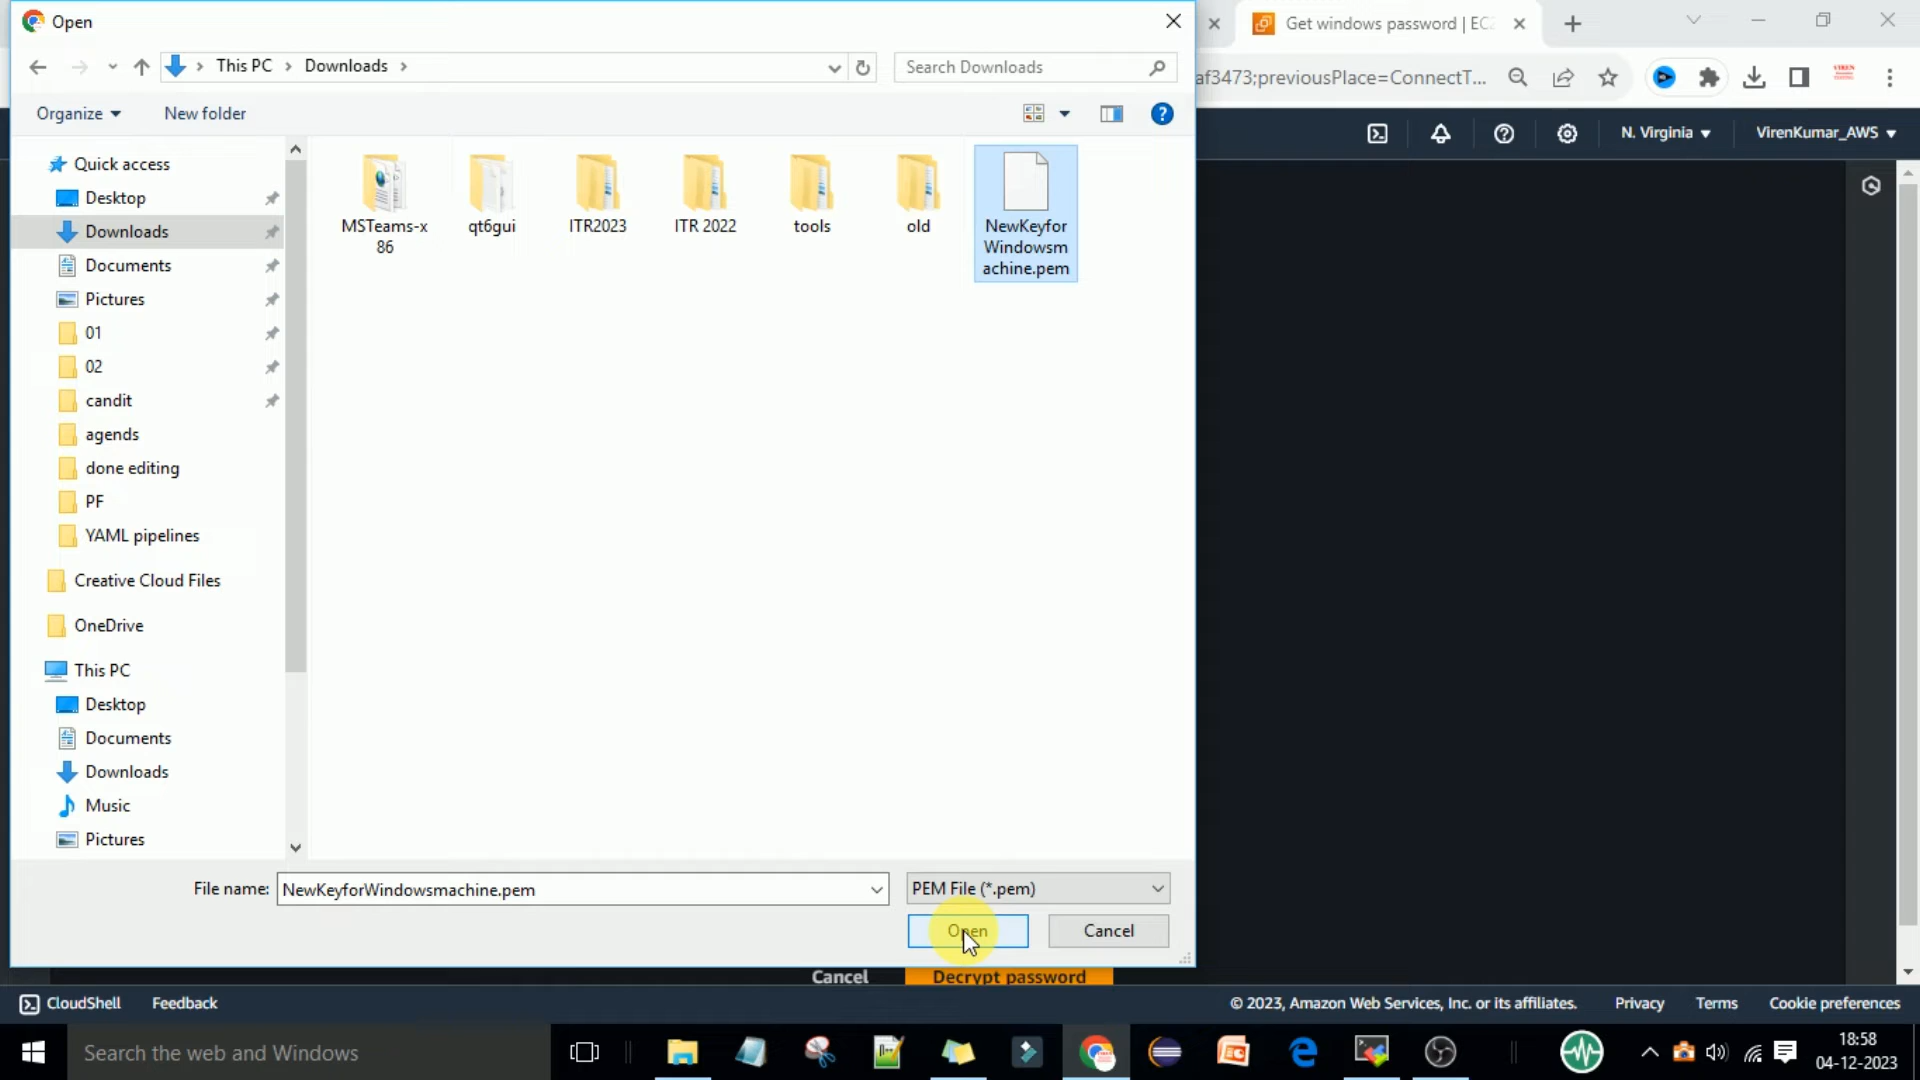 Open
Get windows password | EC2
This PC > Downloads >
Search Downloads
af3473;previousPlace=ConnectT...
Organize
New folder
N. Virginia
VirenKumar_AWS
Quick access
Desktop
Downloads
Documents
Pictures
01
02
candit
agends
done editing
PF
YAML pipelines
Creative Cloud Files
OneDrive
This PC
Desktop
Documents
Downloads
Music
Pictures
MSTeams-x
86
qt6gui
ITR2023
ITR 2022
tools
old
NewKeyfor
Windowsm
achine.pem
File name:
NewKeyforWindowsmachine.pem
PEM File (*.pem)
Open
Cancel
Cancel
Decrypt password
CloudShell
Feedback
© 2023, Amazon Web Services, Inc. or its affiliates.
Privacy
Terms
Cookie preferences
Search the web and Windows
18:58
04-12-2023